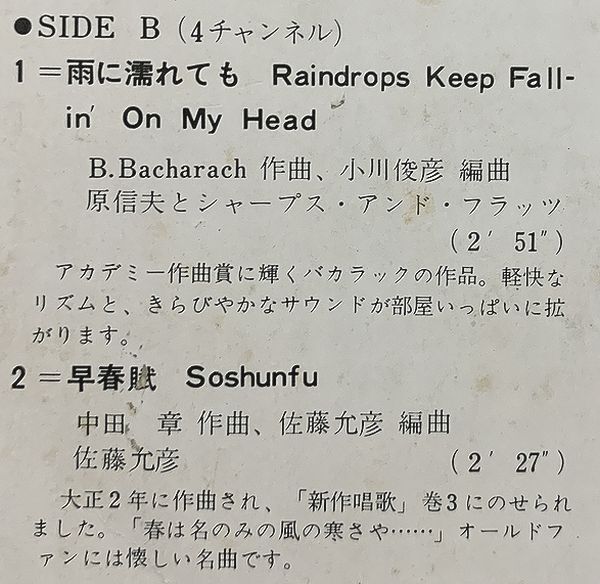 ●SIDE B(4チャンネル)
1=雨に濡れても Raindrops Keep Fall-
in' On My Head
B.Bacharach 作曲、小川俊彦 編曲
原信夫とシャープス・アンド・フラッツ
(2′51″)
アカデミー作曲賞に輝くバカラックの作品。軽快な
リズムと、きらびやかなサウンドが部屋いっぱいに拡
がります。
2=早春賦 Soshunfu
中田 章 作曲、佐藤允彦 編曲
佐藤允彦 (2′27″)
大正2年に作曲され、「新作唱歌」巻3にのせられ
ました。「春は名のみの風の寒さや……」オールドフ
ァンには懐しい名曲です。